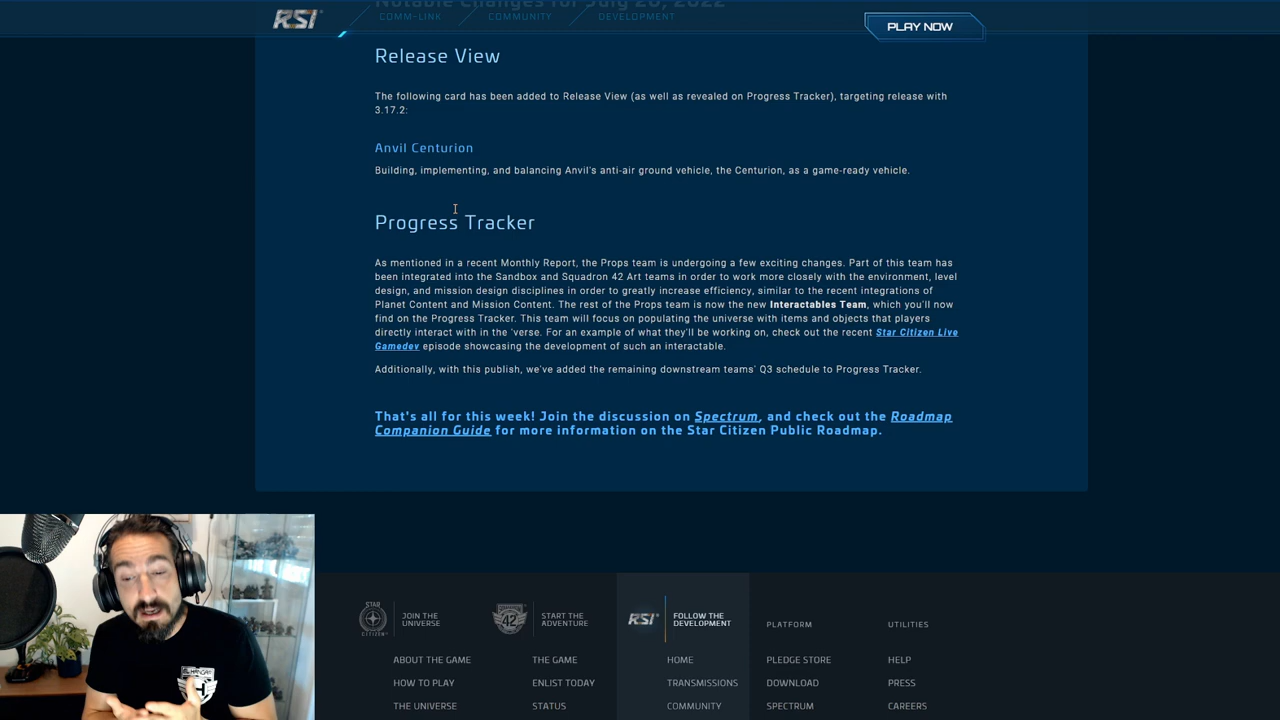 Notable Changes for July 20, 2022
RSI
COMM-LINK
COMMUNITY
DEVELOPMENT
PLAY NOW
Release View
The following card has been added to Release View (as well as revealed on Progress Tracker), targeting release with
3.17.2:
Anvil Centurion
Building, implementing, and balancing Anvil's anti-air ground vehicle, the Centurion, as a game-ready vehicle.
Progress Tracker
As mentioned in a recent Monthly Report, the Props team is undergoing a few exciting changes. Part of this team has
been integrated into the Sandbox and Squadron 42 Art teams in order to work more closely with the environment, level
design, and mission design disciplines in order to greatly increase efficiency, similar to the recent integrations of
Planet Content and Mission Content. The rest of the Props team is now the new Interactables Team, which you'll now
find on the Progress Tracker. This team will focus on populating the universe with items and objects that players
directly interact with in the 'verse. For an example of what they'll be working on, check out the recent Star Citizen Live
Gamedev episode showcasing the development of such an interactable.
Additionally, with this publish, we've added the remaining downstream teams' Q3 schedule to Progress Tracker.
That's all for this week! Join the discussion on Spectrum, and check out the Roadmap
Companion Guide for more information on the Star Citizen Public Roadmap.
STAR
CITIZEN
JOIN THE
UNIVERSE
42
START THE
ADVENTURE
RSI
FOLLOW THE
DEVELOPMENT
PLATFORM
UTILITIES
ABOUT THE GAME
THE GAME
HOME
PLEDGE STORE
HELP
HOW TO PLAY
ENLIST TODAY
TRANSMISSIONS
DOWNLOAD
PRESS
THE UNIVERSE
STATUS
COMMUNITY
SPECTRUM
CAREERS